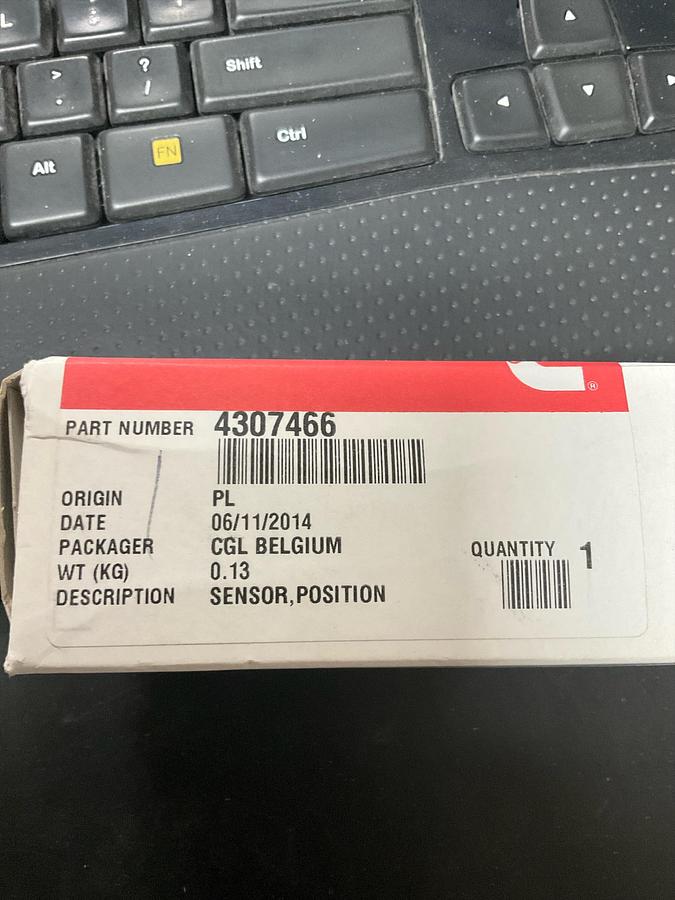 L
Shift
>
.
?
/
Ctrl
Alt
FN
®
PART NUMBER 4307466
ORIGIN PL
DATE 06/11/2014
PACKAGER CGL BELGIUM
WT (KG) 0.13
DESCRIPTION SENSOR,POSITION
QUANTITY 1